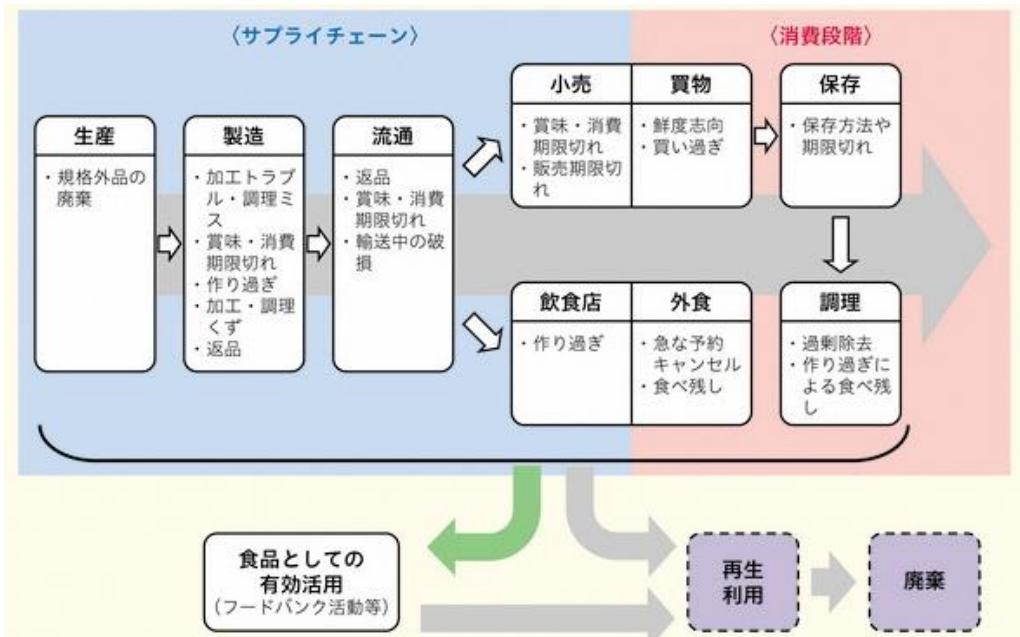 〈サプライチェーン〉
〈消費段階〉
生産
・規格外品の
廃棄
製造
・加工トラブ
ル・調理ミ
ス
・賞味・消費
期限切れ
・作り過ぎ
・加工・調理
くず
・返品
流通
・返品
・賞味・消費
期限切れ
・輸送中の破
損
小売
・賞味・消費
期限切れ
・販売期限切
れ
買物
・鮮度志向
・買い過ぎ
保存
・保存方法や
期限切れ
飲食店
・作り過ぎ
外食
・急な予約
キャンセル
・食べ残し
調理
・過剰除去
・作り過ぎに
よる食べ残
し
食品としての
有効活用
（フードバンク活動等）
再生
利用
廃棄